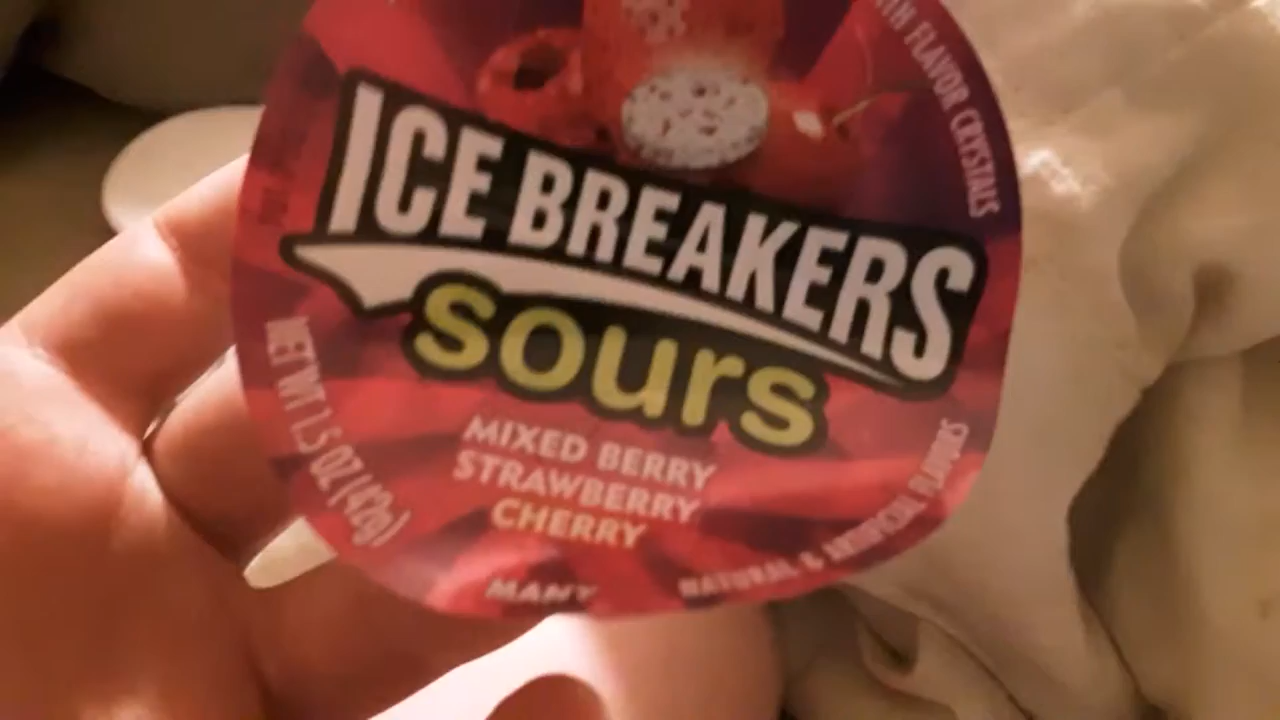 WITH FLAVOR CRYSTALS
ICE BREAKERS
sours
MIXED BERRY
STRAWBERRY
CHERRY
NET WT 1.5 OZ (42g)
NATURAL & ARTIFICIAL FLAVORS
MANY